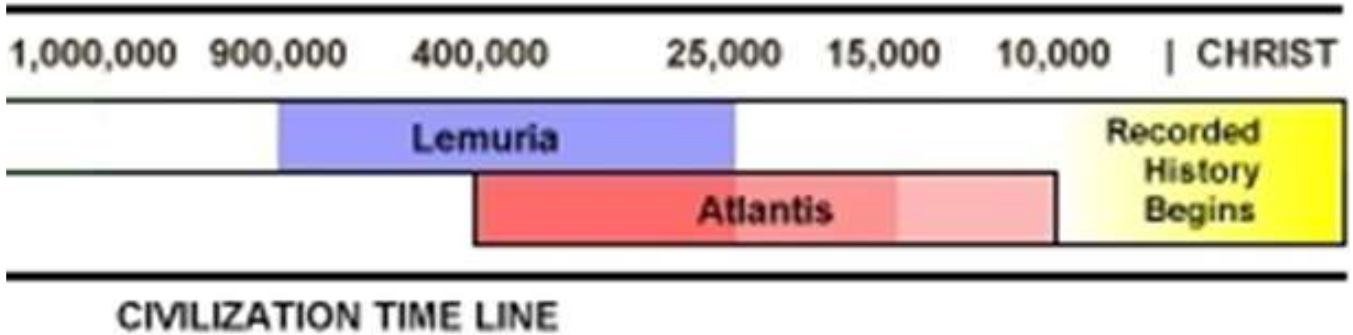 1,000,000 900,000 400,000 25,000 15,000 10,000 | CHRIST
Lemuria
Atlantis
Recorded
History
Begins
CIVILIZATION TIME LINE